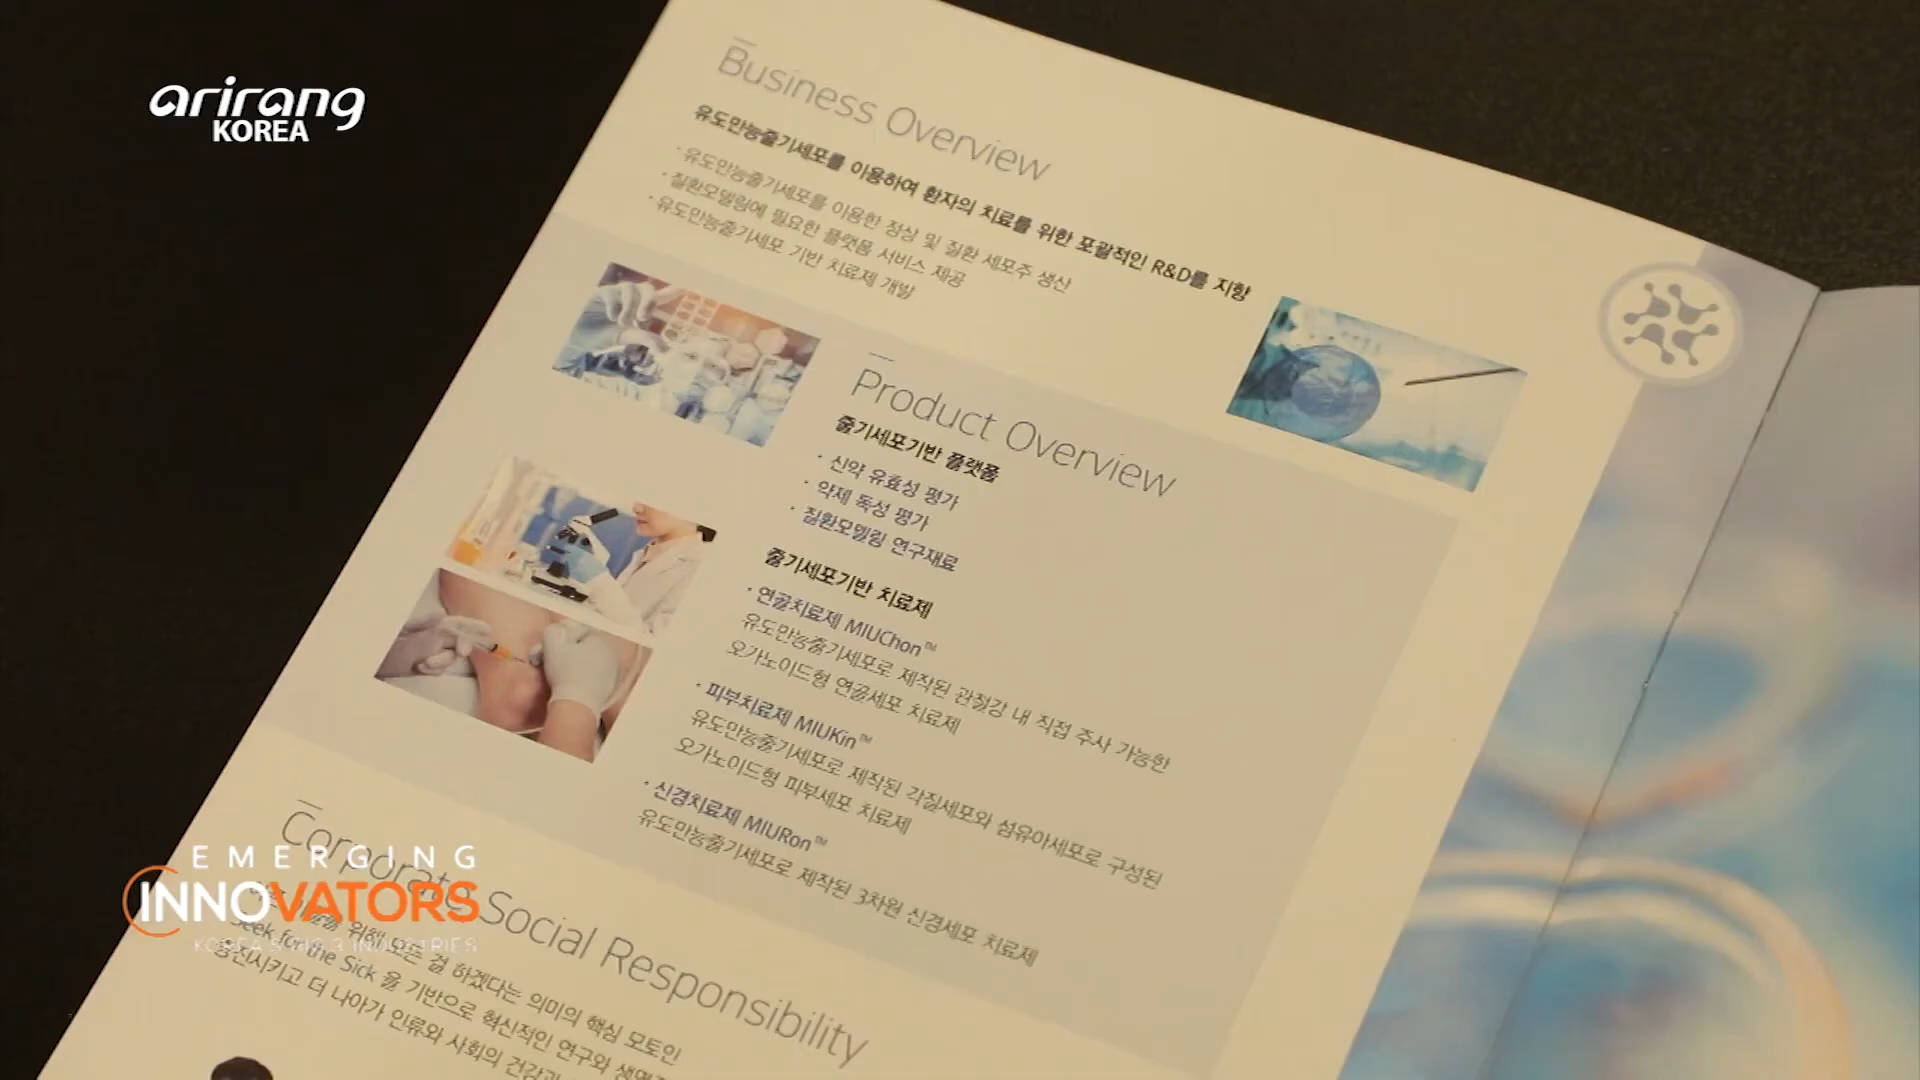 arirang
KOREA
Business Overview
유도만능줄기세포를 이용하여 환자의 치료를 위한 포괄적인 R&D를 지향
· 유도만능줄기세포를 이용한 정상 및 질환 세포주 생산
· 질환모델링에 필요한 플랫폼 서비스 제공
· 유도만능줄기세포 기반 치료제 개발
Product Overview
줄기세포기반 플랫폼
· 신약 유효성 평가
· 약제 독성 평가
· 질환모델링 연구재료
줄기세포기반 치료제
· 연골치료제 MIUChon™
유도만능줄기세포로 제작된 관절강 내 직접 주사 가능한
오가노이드형 연골세포 치료제
· 피부치료제 MIUKin™
유도만능줄기세포로 제작된 각질세포와 섬유아세포로 구성된
오가노이드형 피부세포 치료제
· 신경치료제 MIURon™
유도만능줄기세포로 제작된 3차원 신경세포 치료제
Corporate Social Responsibility
위해 모든 걸 하겠다는 의미의 핵심 모토인
Seek for the Sick 을 기반으로 혁신적인 연구와
증진시키고 더 나아가 인류와 사회의 건강과
EMERGING
INNOVATORS
KOREA'S BIG 3 INDUSTRIES